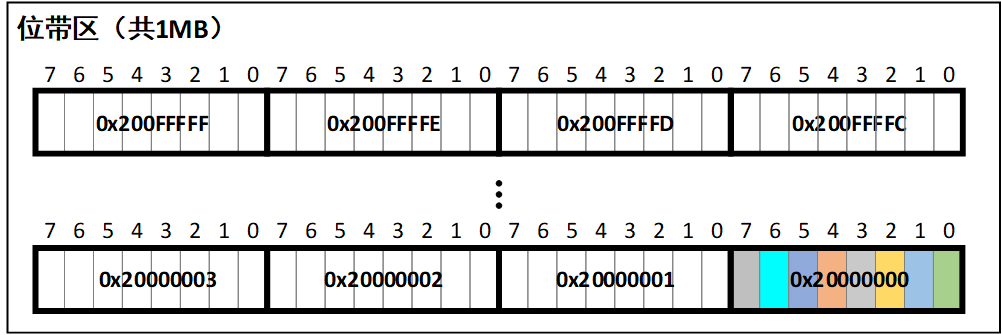 位带区（共1MB）
7 6 5 4 3 2 1 0 7 6 5 4 3 2 1 0 7 6 5 4 3 2 1 0 7 6 5 4 3 2 1 0
0x200FFFFF 0x200FFFFE 0x200FFFFD 0x200FFFFC
7 6 5 4 3 2 1 0 7 6 5 4 3 2 1 0 7 6 5 4 3 2 1 0 7 6 5 4 3 2 1 0
0x20000003 0x20000002 0x20000001 0x20000000